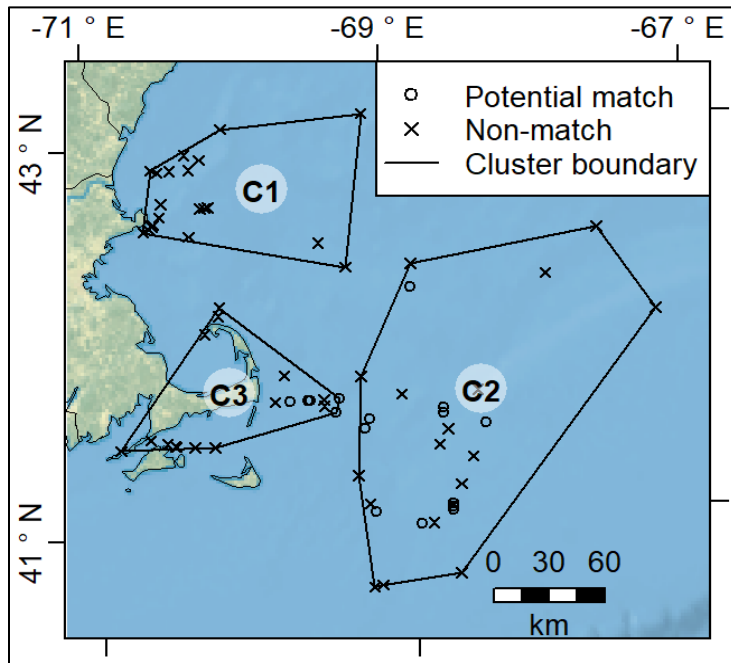 -71 ° E
-69 ° E
-67 ° E
Potential match
Non-match
Cluster boundary
43 ° N
C1
C2
C3
41 ° N
0 30 60
km